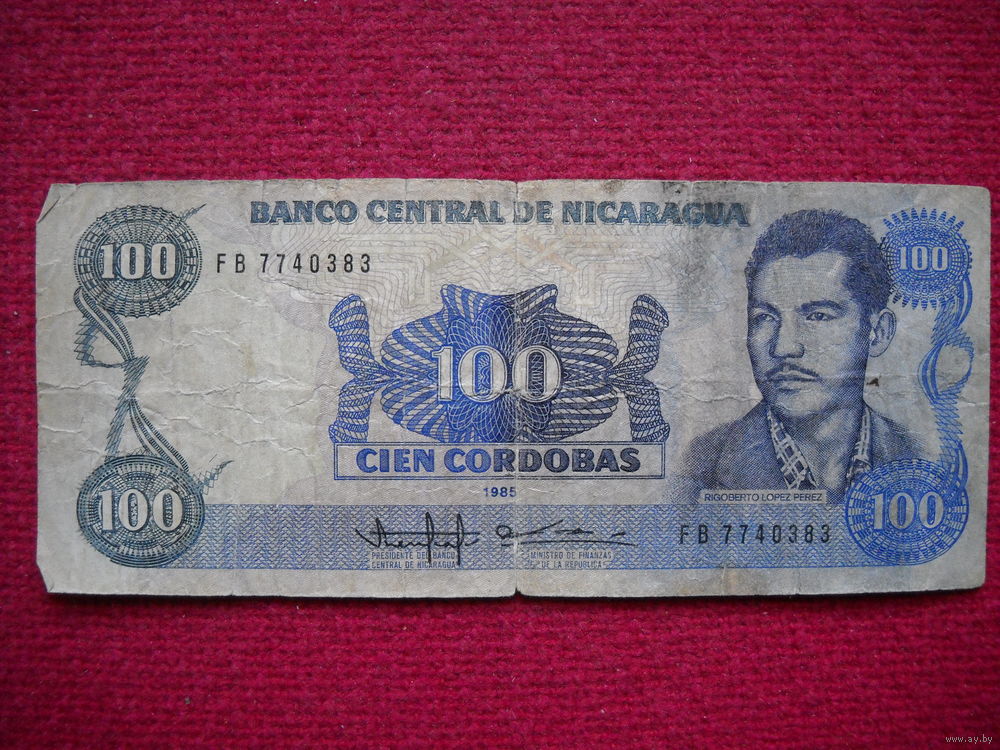 BANCO CENTRAL DE NICARAGUA
100
100
FB 7740383
100
CIEN CORDOBAS
1985
RIGOBERTO LOPEZ PEREZ
100
100
FB 7740383
PRESIDENTE DEL BANCO
CENTRAL DE NICARAGUA
MINISTRO DE FINANZAS
DE LA REPUBLICA
www.ay.by